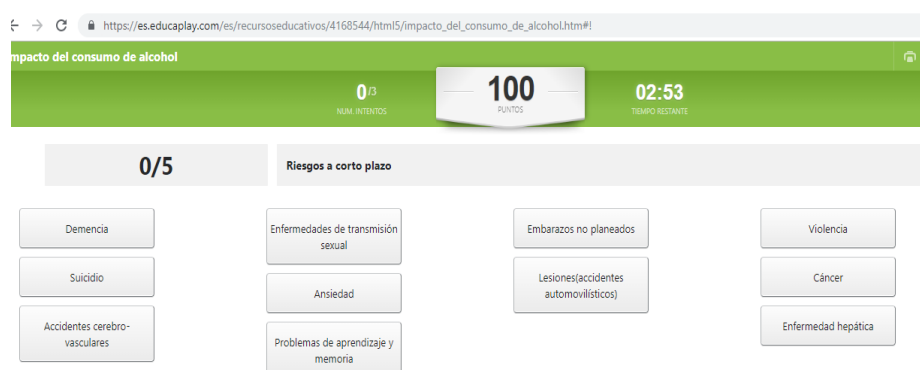 https://es.educaplay.com/es/recursoseducativos/4168544/html5/impacto_del_consumo_de_alcohol.htm#!
mpacto del consumo de alcohol
0/3
NUM. INTENTOS
100
PUNTOS
02:53
TIEMPO RESTANTE
0/5
Riesgos a corto plazo
Demencia
Enfermedades de transmisión
sexual
Embarazos no planeados
Violencia
Suicidio
Ansiedad
Lesiones(accidentes
automovilísticos)
Cáncer
Accidentes cerebro-
vasculares
Problemas de aprendizaje y
memoria
Enfermedad hepática